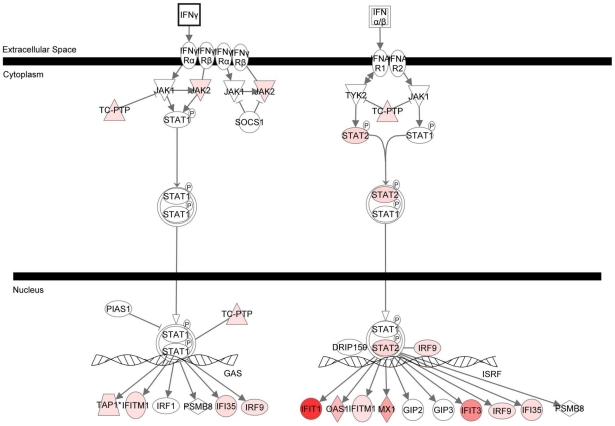 IFNγ
IFN
α/β
Extracellular Space
Cytoplasm
IFNγ
Rα
IFNγ
Rβ
IFNγ
Rα
IFNγ
Rβ
IFNA
R1
IFNA
R2
JAK1
JAK2
JAK1
JAK2
TYK2
JAK1
TC-PTP
TC-PTP
P
STAT1
SOCS1
P
STAT2
P
STAT1
P
STAT1
P
STAT1
P
STAT2
P
STAT1
Nucleus
PIAS1
TC-PTP
P
STAT1
P
STAT1
GAS
P
STAT1
P
STAT2
DRIP150
IRF9
ISRF
TAP1*
IFITM1
IRF1
PSMB8
IFI35
IRF9
IFIT1
OAS1
IFITM1
MX1
GIP2
GIP3
IFIT3
IRF9
IFI35
PSMB8